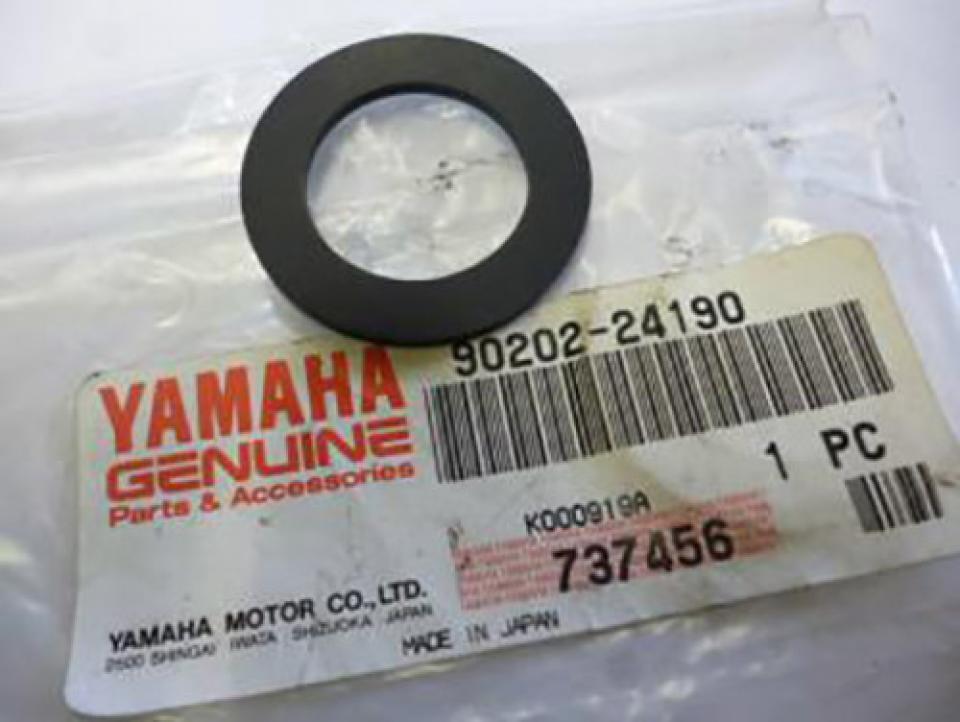 90202-24190
YAMAHA
GENUINE
Parts & Accessories
1 PC
K000919A
737456
YAMAHA MOTOR CO., LTD.
2500 SHINGAI IWATA SHIZUOKA JAPAN
MADE IN JAPAN